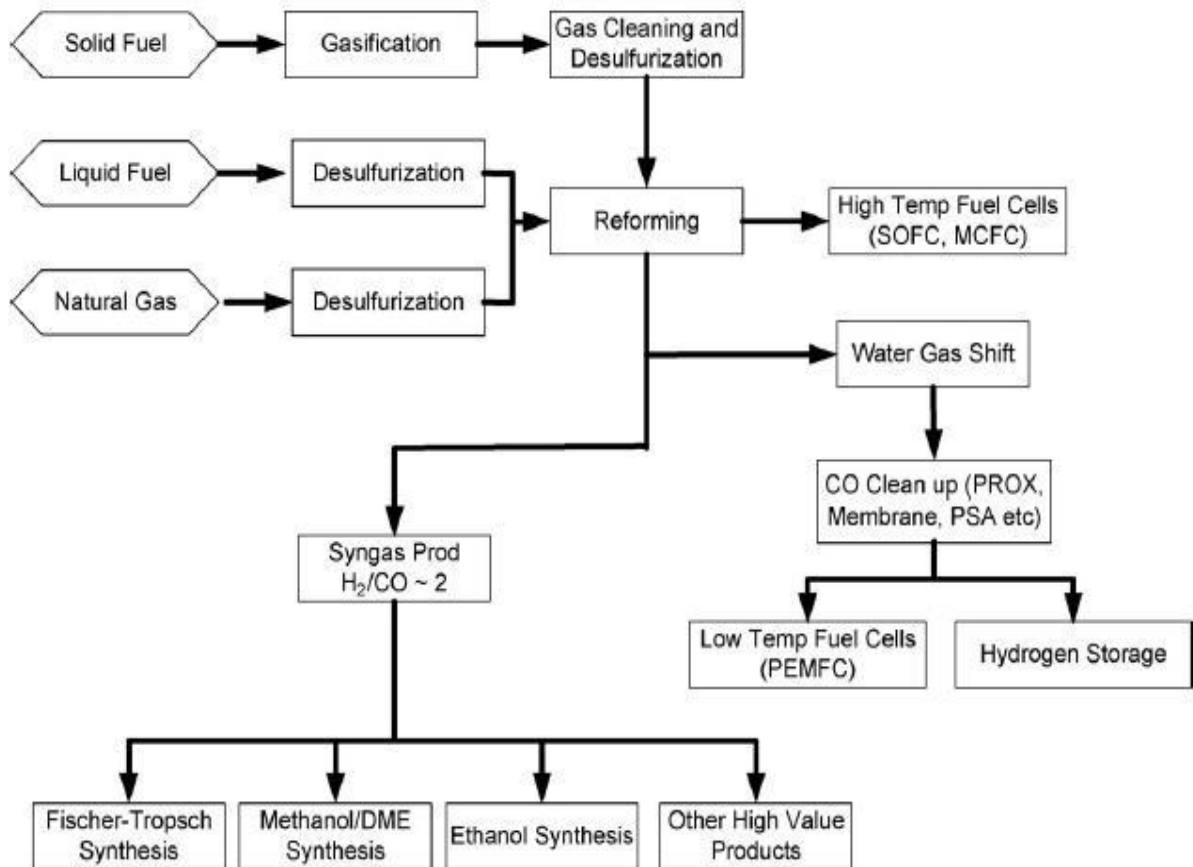 Solid Fuel
Gasification
Gas Cleaning and
Desulfurization
Liquid Fuel
Desulfurization
Reforming
High Temp Fuel Cells
(SOFC, MCFC)
Natural Gas
Desulfurization
Water Gas Shift
CO Clean up (PROX,
Membrane, PSA etc)
Syngas Prod
H₂/CO ~ 2
Low Temp Fuel Cells
(PEMFC)
Hydrogen Storage
Fischer-Tropsch
Synthesis
Methanol/DME
Synthesis
Ethanol Synthesis
Other High Value
Products